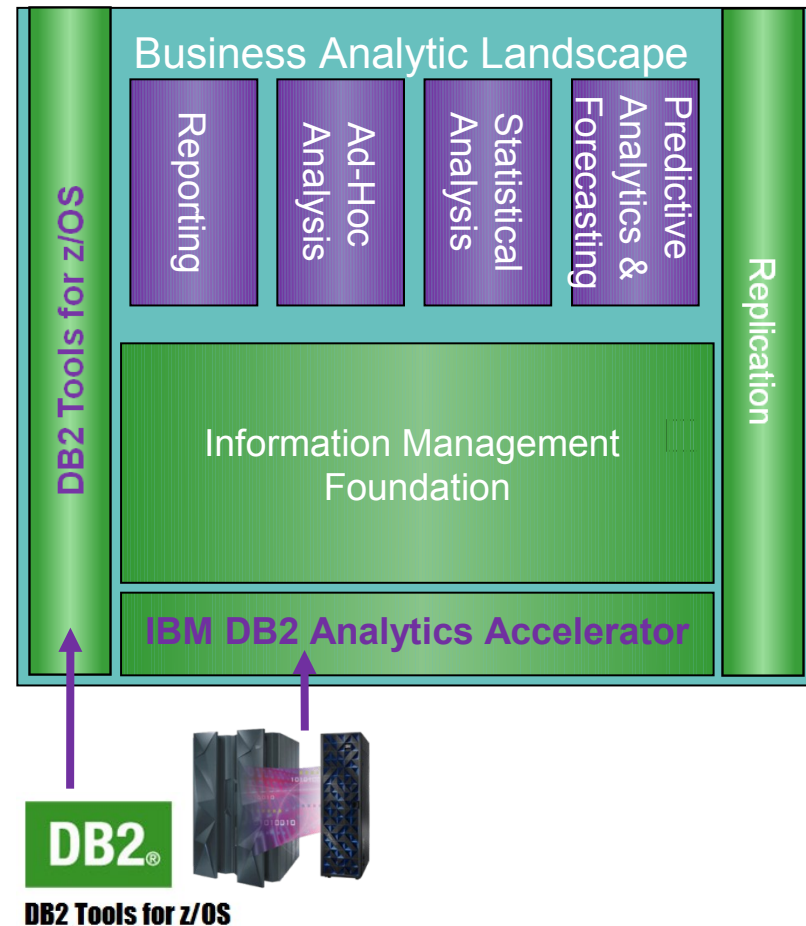 Business Analytic Landscape
DB2 Tools for z/OS
Reporting
Ad-Hoc
Analysis
Statistical
Analysis
Predictive
Analytics &
Forecasting
Replication
Information Management
Foundation
IBM DB2 Analytics Accelerator
DB2®
DB2 Tools for z/OS